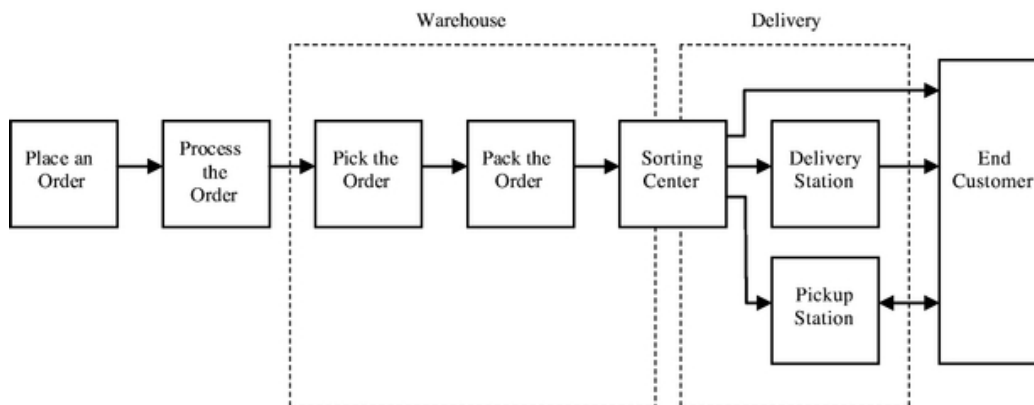 Warehouse
Delivery
Place an
Order
Process
the
Order
Pick the
Order
Pack the
Order
Sorting
Center
Delivery
Station
End
Customer
Pickup
Station